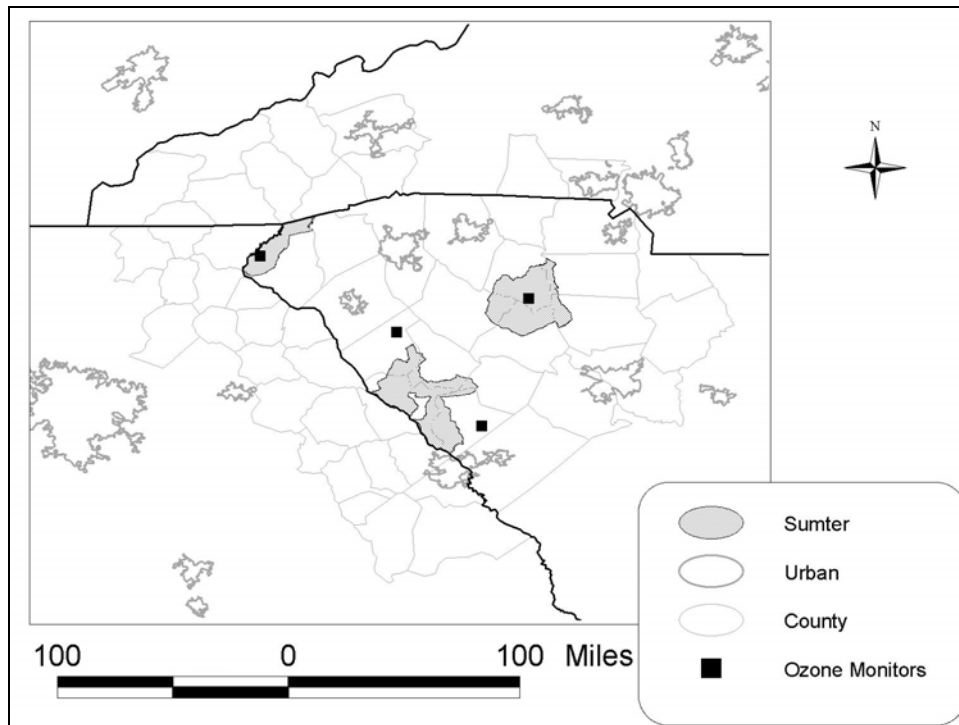 N
Sumter
Urban
County
Ozone Monitors
100 0 100 Miles